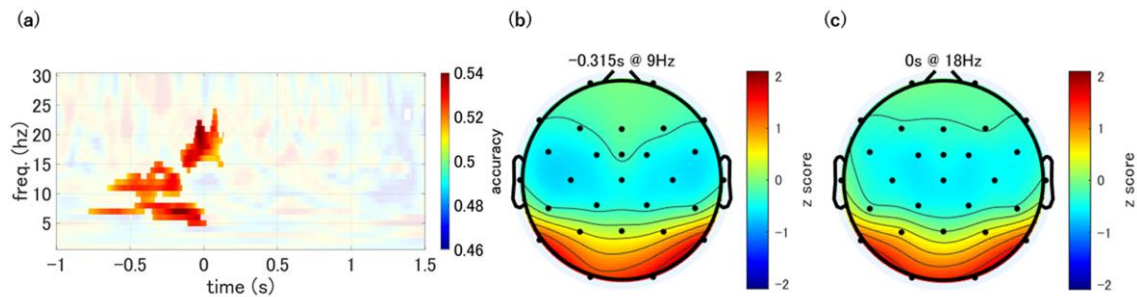 (a)
freq. (hz)
30
25
20
15
10
5
-1
-0.5
0
0.5
1
1.5
time (s)
0.54
0.52
0.5
0.48
0.46
accuracy
(b)
-0.315s @ 9Hz
2
1
0
-1
-2
z score
(c)
0s @ 18Hz
2
1
0
-1
-2
z score